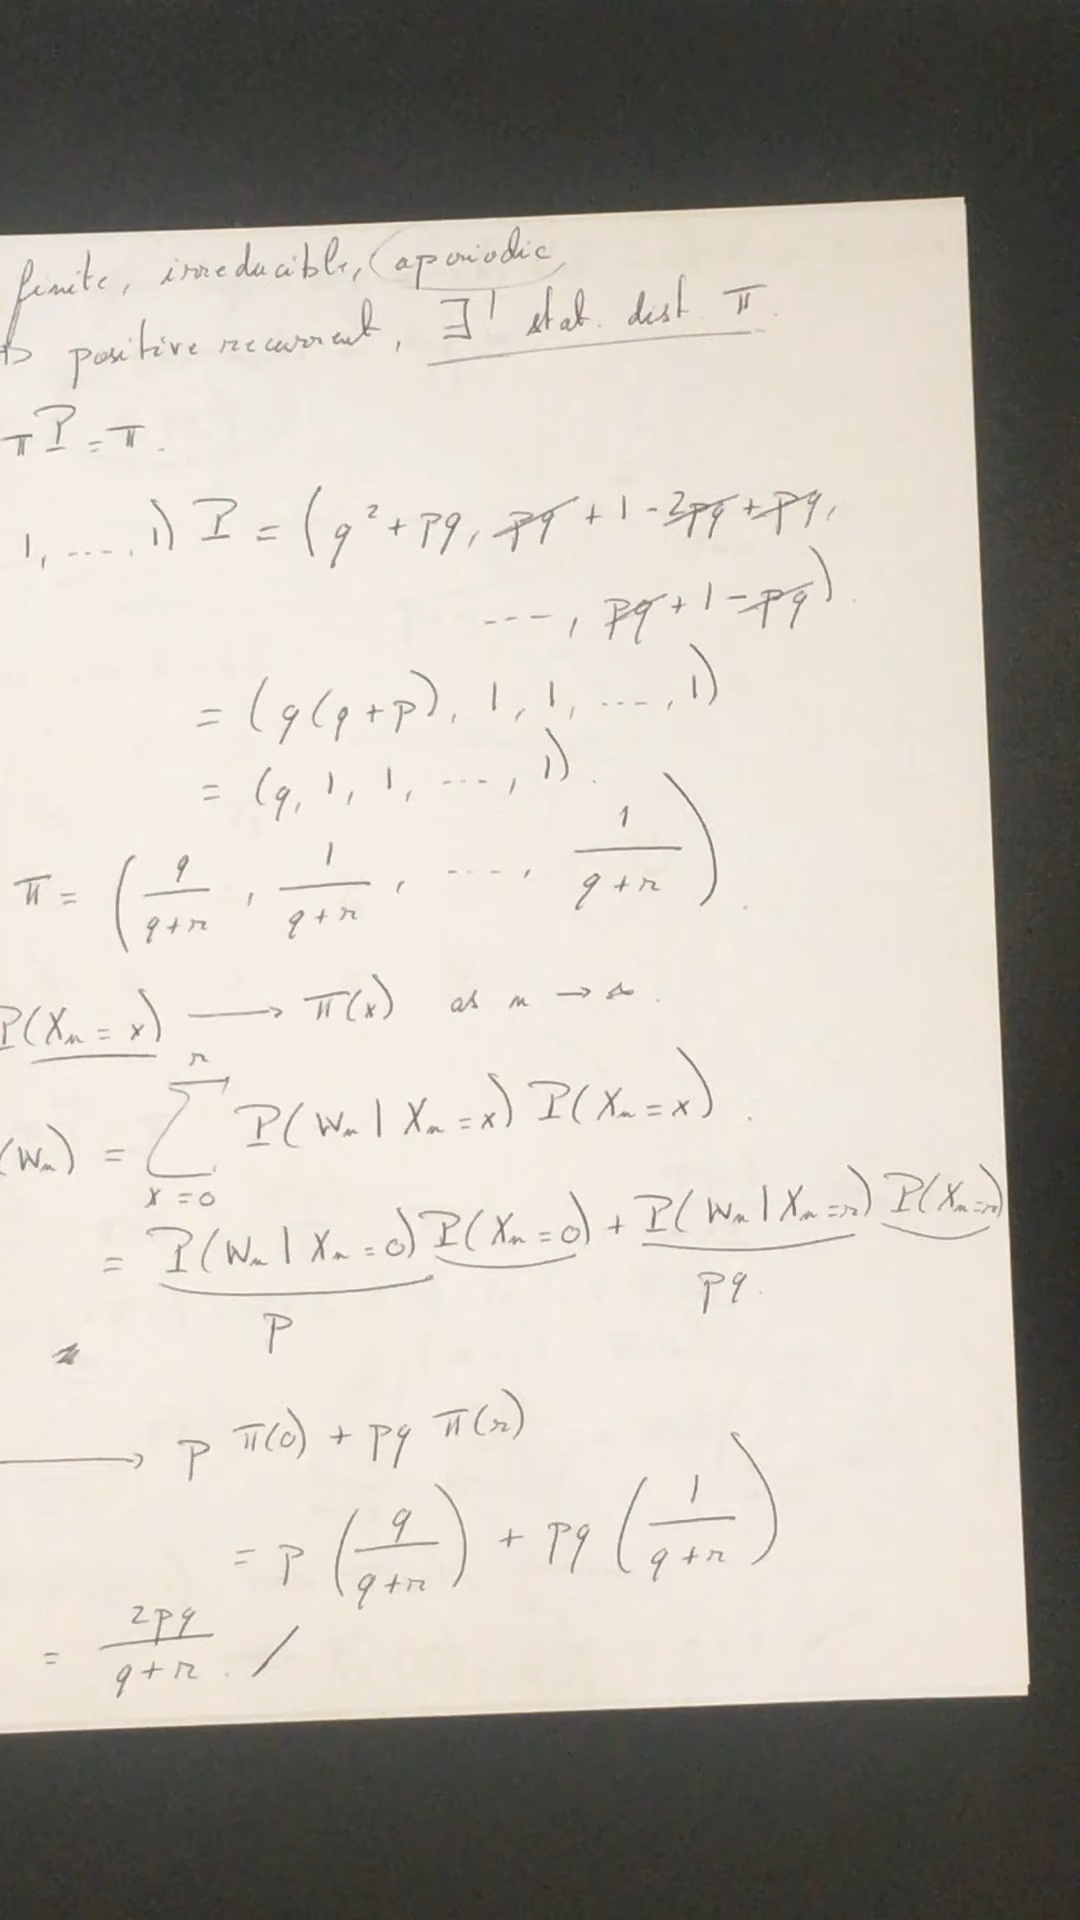 finite, irreducible, (aperiodic,
positive recurrent, ∃! stat. dist. π.
πP = π.
1, ...., 1) P = (q² + pq, pq + 1 - 2pq + pq,
---, pq + 1 - pq).
= (q(q+p), 1, 1, ..., 1)
= (q, 1, 1, ..., 1).
π = (q/(q+r), 1/(q+r), ...., 1/(q+r)).
P(Xn = x) → π(x) as n → ∞.
(Wn) = Σ_{x=0}^{r} P(Wn | Xn = x) P(Xn = x).
= P(Wn | Xn = 0) P(Xn = 0) + P(Wn | Xn = r) P(Xn = r)
p pq.
→ p π(0) + pq π(r)
= p (q/(q+r)) + pq (1/(q+r))
= 2pq/(q+r). /